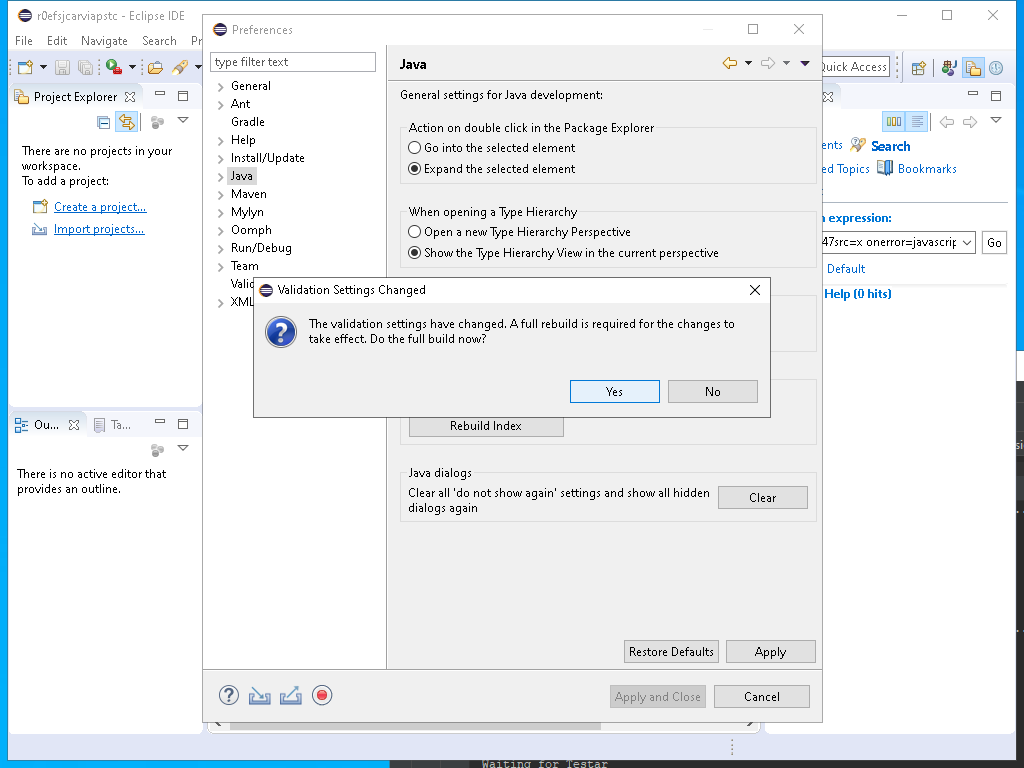 r0efsjcarviapstc - Eclipse IDE
File Edit Navigate Search Pr
Quick Access
Project Explorer
There are no projects in your
workspace.
To add a project:
Create a project...
Import projects...
Ou...
Ta...
There is no active editor that
provides an outline.
Preferences
type filter text
General
Ant
Gradle
Help
Install/Update
Java
Maven
Mylyn
Oomph
Run/Debug
Team
Valid
XML
Java
General settings for Java development:
Action on double click in the Package Explorer
Go into the selected element
Expand the selected element
When opening a Type Hierarchy
Open a new Type Hierarchy Perspective
Show the Type Hierarchy View in the current perspective
Validation Settings Changed
The validation settings have changed. A full rebuild is required for the changes to
take effect. Do the full build now?
Yes
No
Rebuild Index
Java dialogs
Clear all 'do not show again' settings and show all hidden
dialogs again
Clear
Restore Defaults
Apply
Apply and Close
Cancel
ents
Search
ed Topics
Bookmarks
expression:
47src=x onerror=javascrip
Go
Default
Help (0 hits)
Waiting for Testar